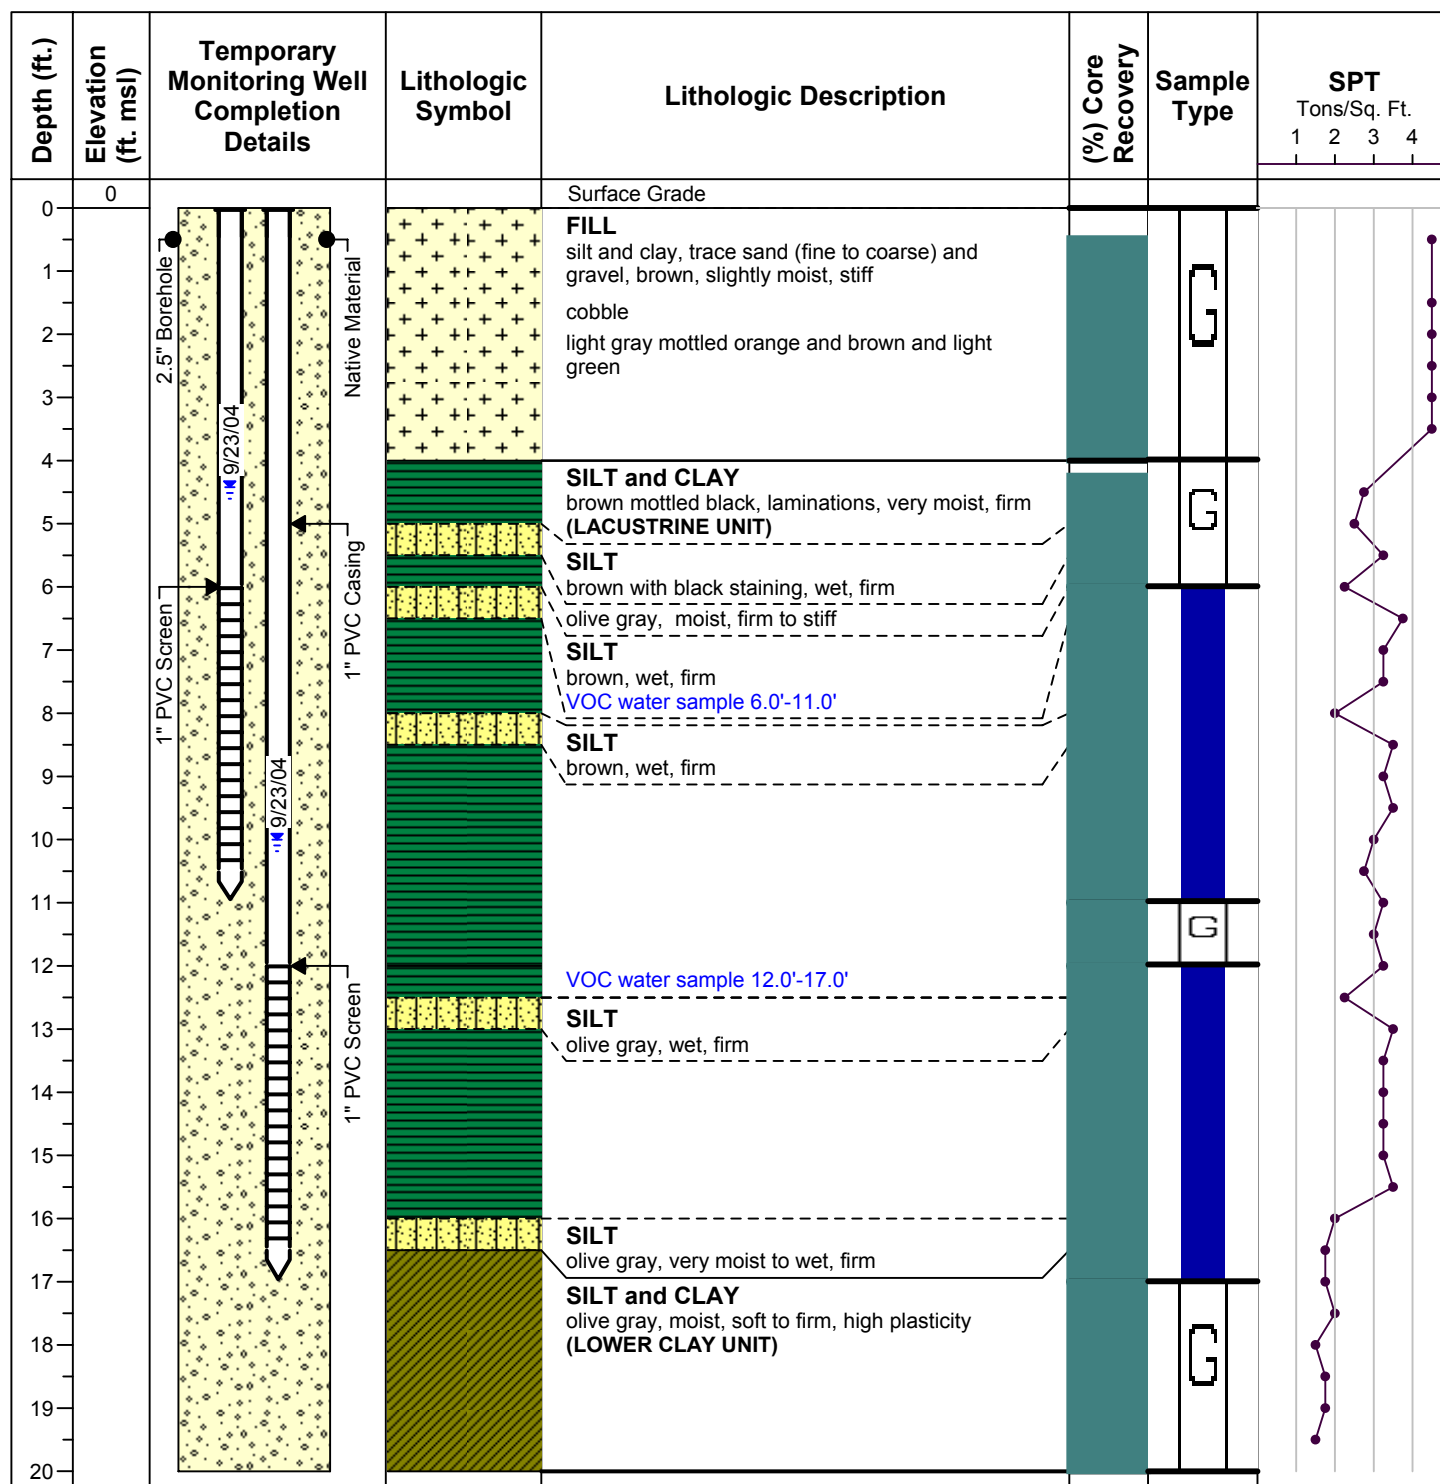 Depth (ft.)
Elevation
(ft. msl)
Temporary
Monitoring Well
Completion
Details
Lithologic
Symbol
Lithologic Description
(%) Core
Recovery
Sample
Type
SPT
Tons/Sq. Ft.
1 2 3 4
0
Surface Grade
0
1
2
3
4
5
6
7
8
9
10
11
12
13
14
15
16
17
18
19
20
2.5" Borehole
Native Material
9/23/04
1" PVC Casing
1" PVC Screen
9/23/04
1" PVC Screen
FILL
silt and clay, trace sand (fine to coarse) and
gravel, brown, slightly moist, stiff
cobble
light gray mottled orange and brown and light
green
SILT and CLAY
brown mottled black, laminations, very moist, firm
(LACUSTRINE UNIT)
SILT
brown with black staining, wet, firm
olive gray, moist, firm to stiff
SILT
brown, wet, firm
VOC water sample 6.0'-11.0'
SILT
brown, wet, firm
VOC water sample 12.0'-17.0'
SILT
olive gray, wet, firm
SILT
olive gray, very moist to wet, firm
SILT and CLAY
olive gray, moist, soft to firm, high plasticity
(LOWER CLAY UNIT)
G
G
G
G